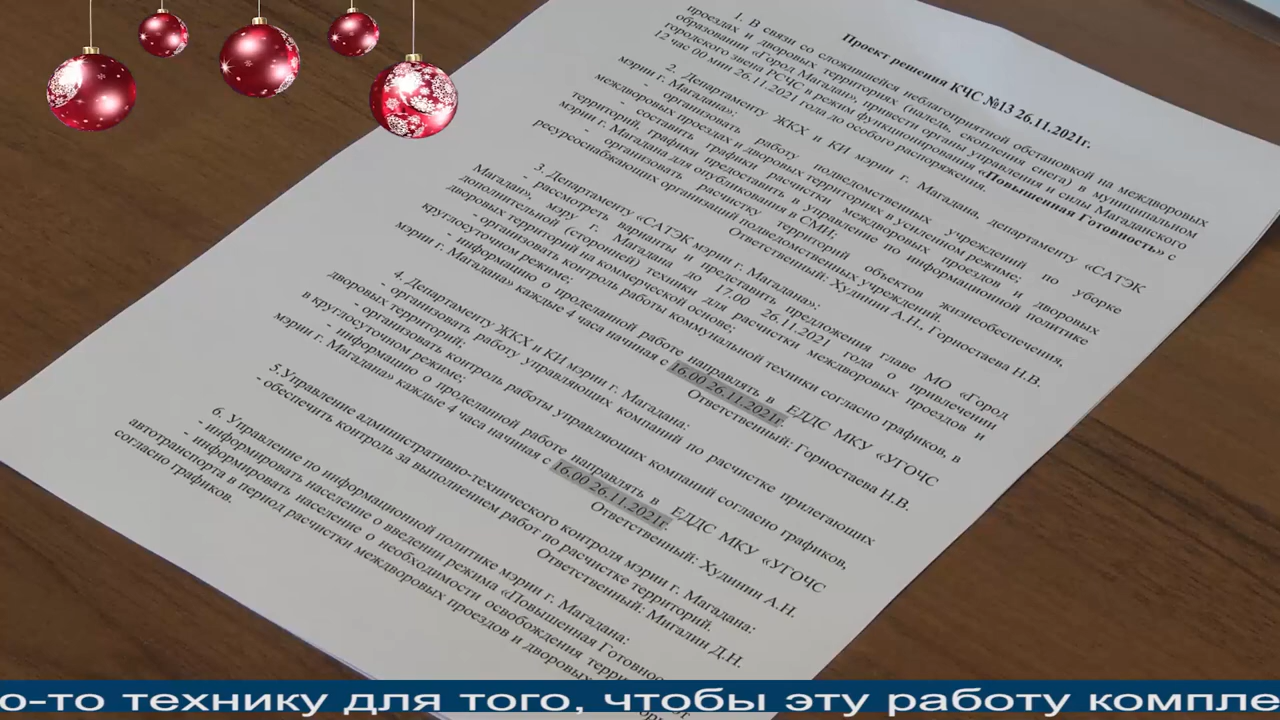 Проект решения КЧС №13 26.11.2021г.
1. В связи со сложившейся неблагоприятной обстановкой на междворовых
проездах и дворовых территориях (наледь, скопления снега) в муниципальном
образовании «Город Магадан», привести органы управления и силы Магаданского
городского звена РСЧС в режим функционирования «Повышенная Готовность» с
12 час 00 мин 26.11.2021 года до особого распоряжения.
2. Департаменту ЖКХ и КИ мэрии г. Магадана, департаменту «САТЭК
мэрии г. Магадана»:
- организовать работу подведомственных учреждений по уборке
междворовых проездах и дворовых территориях в усиленном режиме;
- составить графики расчистки междворовых проездов и дворовых
территорий, графики предоставить в управление по информационной политике
мэрии г. Магадана для опубликования в СМИ;
- организовать расчистку территорий объектов жизнеобеспечения,
ресурсоснабжающих организаций подведомственных учреждений.
Ответственный: Худинин А.Н., Горностаева Н.В.
3. Департаменту «САТЭК мэрии г. Магадана»:
- рассмотреть варианты и представить предложения главе МО «Город
Магадан», мэру г. Магадана до 17.00 26.11.2021 года о привлечении
дополнительной (сторонней) техники для расчистки междворовых проездов и
дворовых территорий на коммерческой основе;
- организовать контроль работы коммунальной техники согласно графиков, в
круглосуточном режиме;
- информацию о проделанной работе направлять в ЕДДС МКУ «УГОЧС
мэрии г. Магадана» каждые 4 часа начиная с 16.00 26.11.2021г.
Ответственный: Горностаева Н.В.
4. Департаменту ЖКХ и КИ мэрии г. Магадана:
- организовать работу управляющих компаний по расчистке прилегающих
дворовых территорий;
- организовать контроль работы управляющих компаний согласно графиков,
в круглосуточном режиме;
- информацию о проделанной работе направлять в ЕДДС МКУ «УГОЧС
мэрии г. Магадана» каждые 4 часа начиная с 16.00 26.11.2021г.
Ответственный: Худинин А.Н.
5.Управление административно-технического контроля мэрии г. Магадана:
- обеспечить контроль за выполнением работ по расчистке территорий.
Ответственный: Мигалин Д.Н.
6. Управление по информационной политике мэрии г. Магадана:
- информировать население о введении режима «Повышенная Готовнос
- информировать население о необходимости освобождения терри
автотранспорта в период расчистки междворовых проездов и дворовых
согласно графиков.
о-то технику для того, чтобы эту работу компле